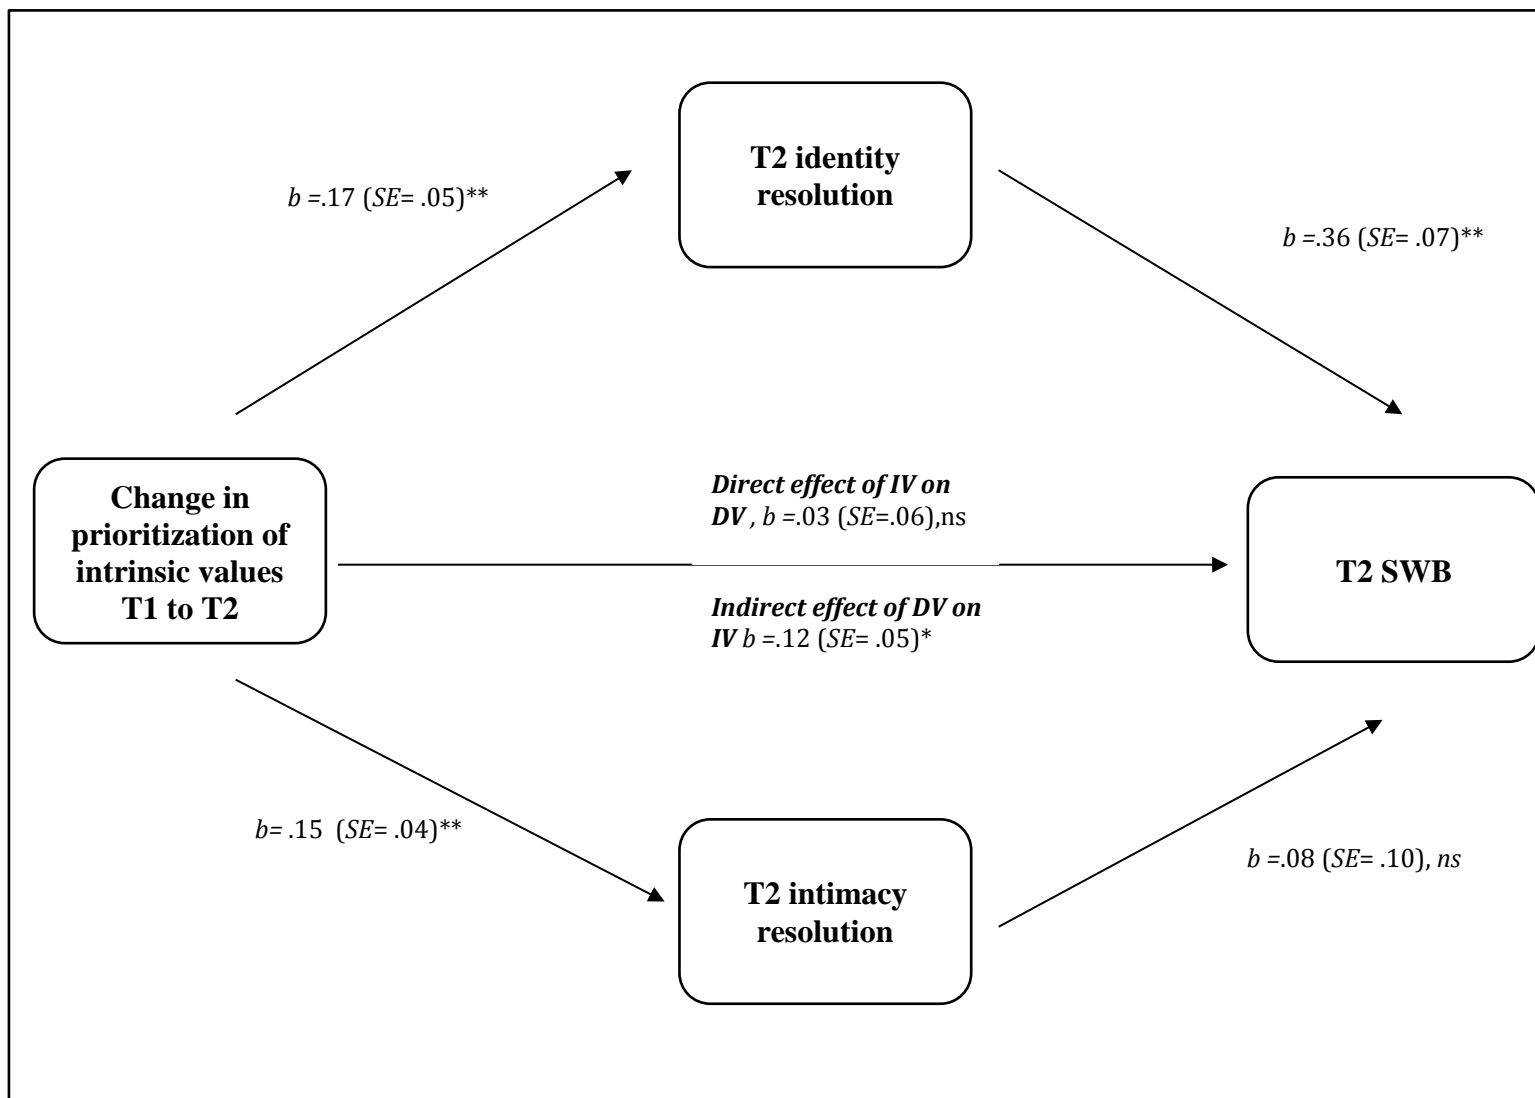 T2 identity
resolution
b =.17 (SE= .05)**
b =.36 (SE= .07)**
Change in
prioritization of
intrinsic values
T1 to T2
Direct effect of IV on
DV , b =.03 (SE=.06),ns
Indirect effect of DV on
IV b =.12 (SE= .05)*
T2 SWB
b= .15 (SE= .04)**
T2 intimacy
resolution
b =.08 (SE= .10), ns